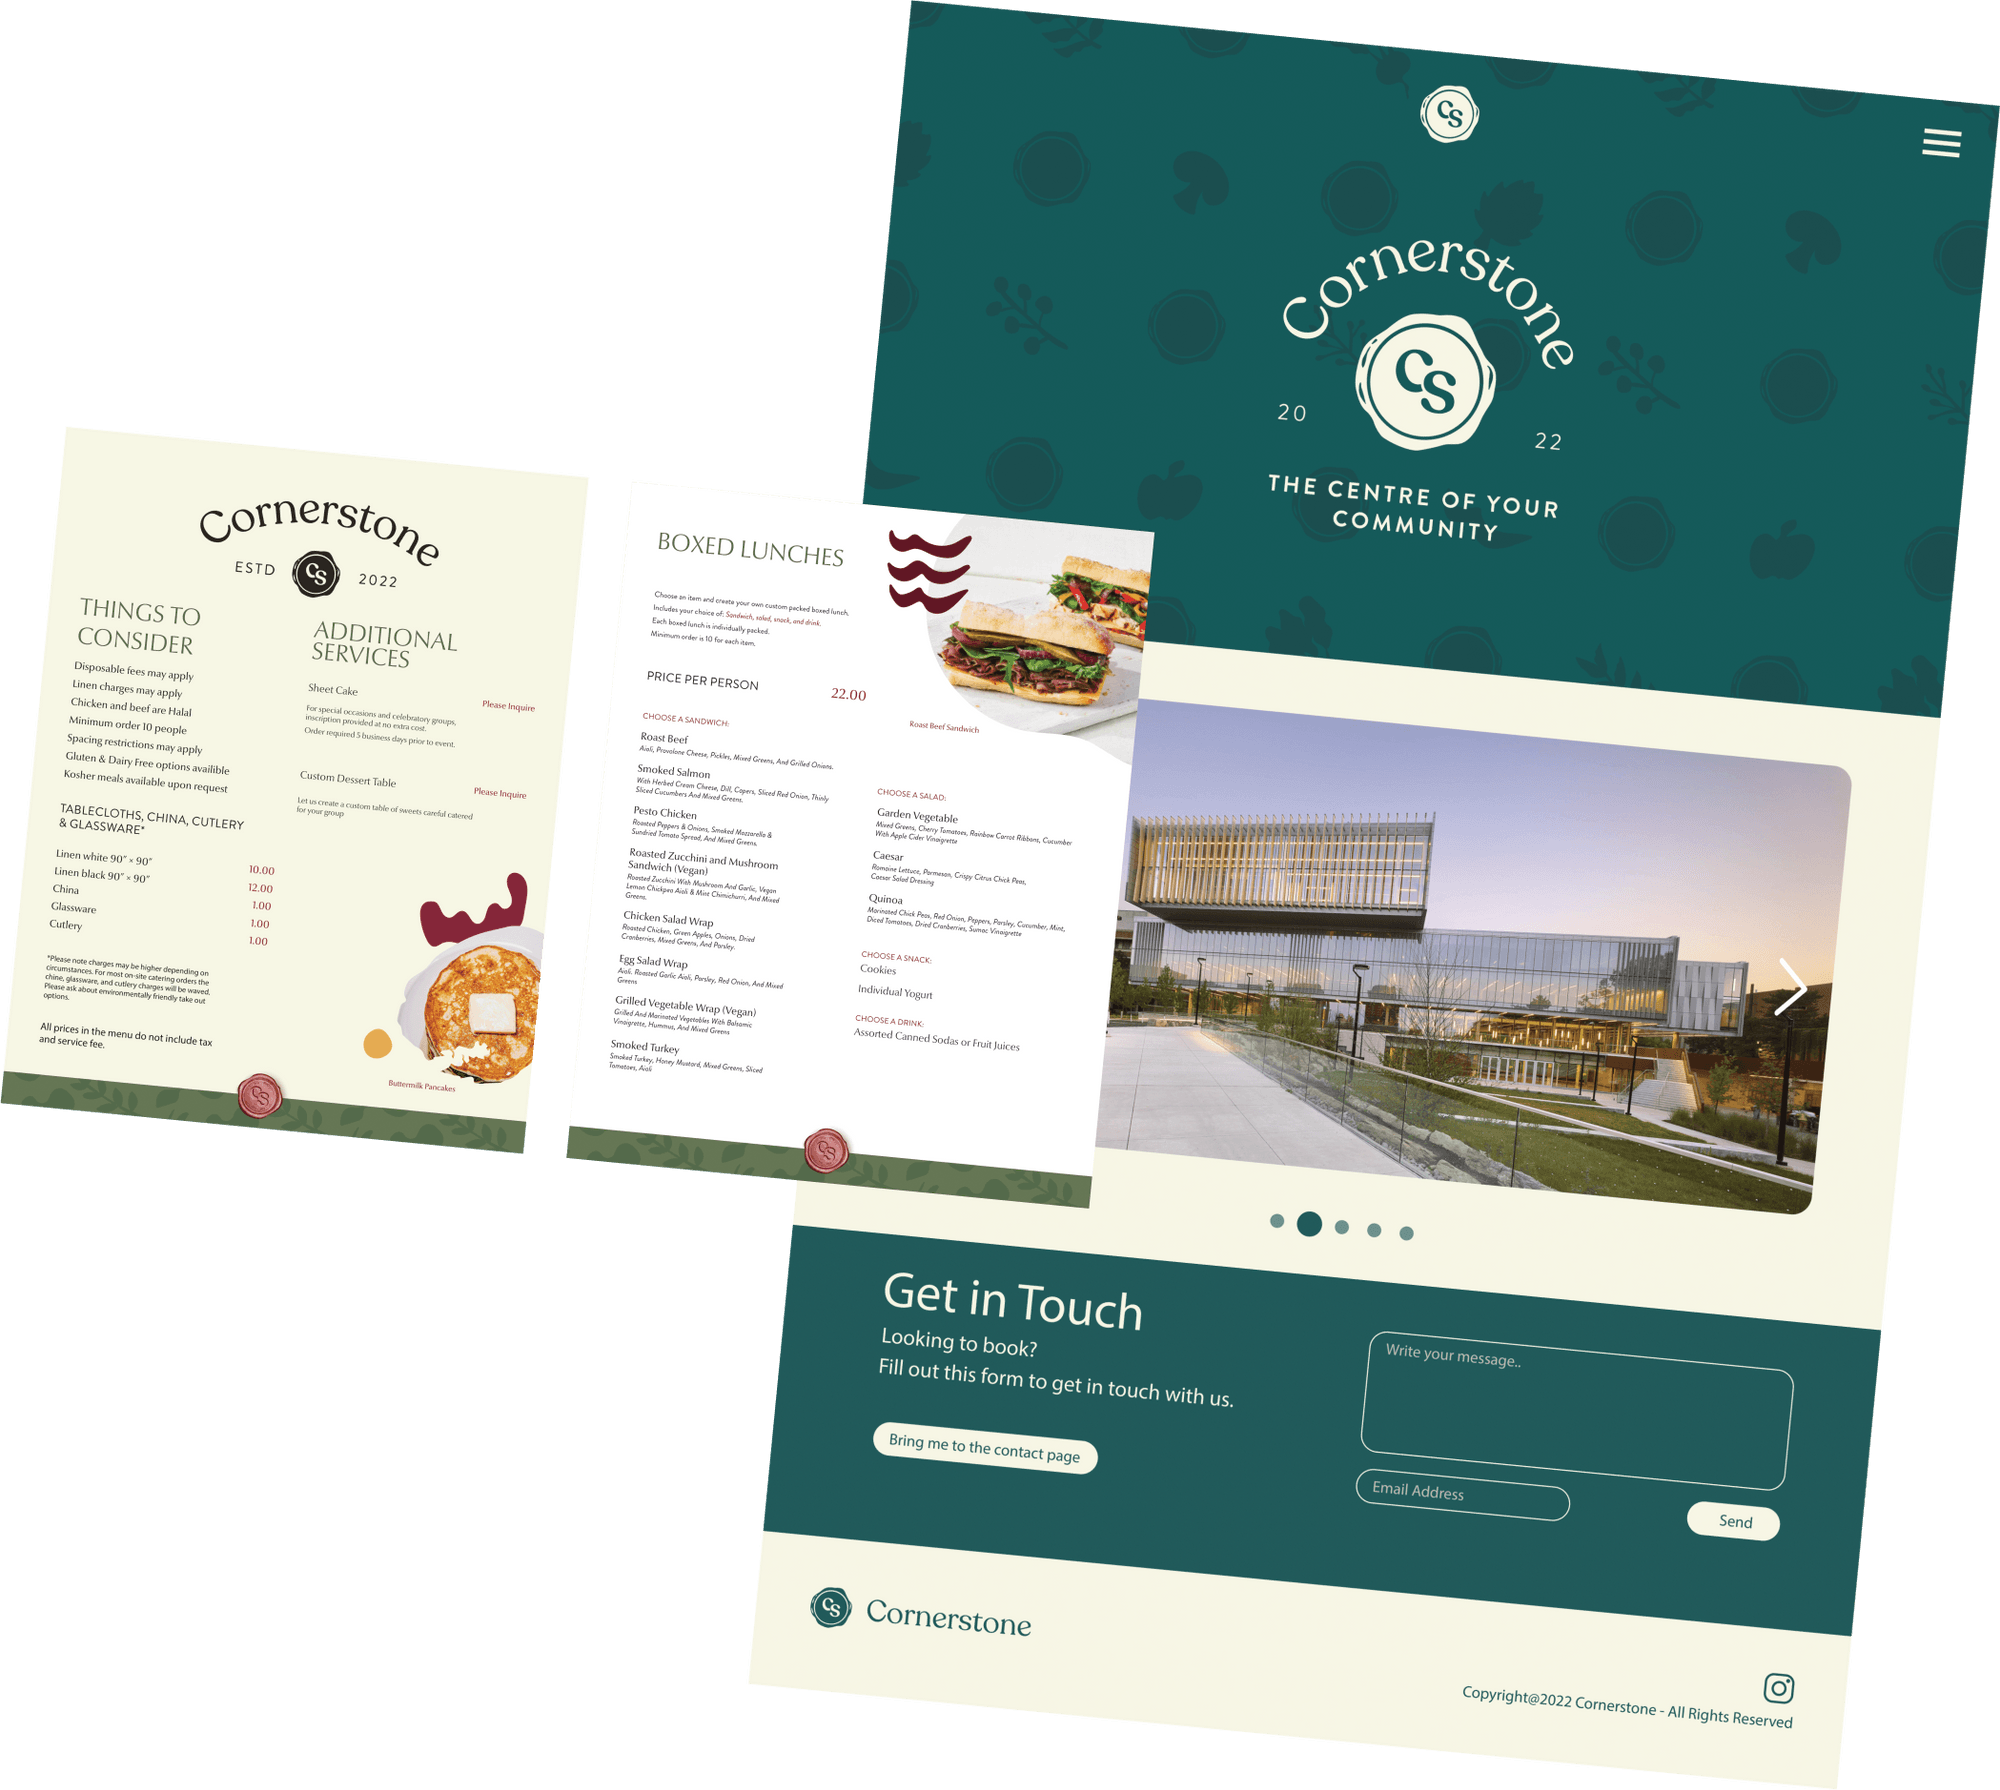 Cornerstone
ESTD CS 2022
THINGS TO
CONSIDER
Disposable fees may apply
Linen charges may apply
Chicken and beef are Halal
Minimum order 10 people
Spacing restrictions may apply
Gluten & Dairy Free options availible
Kosher meals available upon request
TABLECLOTHS, CHINA, CUTLERY
& GLASSWARE*
Linen white 90" × 90" 10.00
Linen black 90" × 90" 12.00
China 1.00
Glassware 1.00
Cutlery 1.00
*Please note charges may be higher depending on
circumstances. For most on-site catering orders the
chine, glassware, and cutlery charges will be waved.
Please ask about environmentally friendly take out
options.
All prices in the menu do not include tax
and service fee.
ADDITIONAL
SERVICES
Sheet Cake
Please Inquire
For special occasions and celebratory groups,
inscription provided at no extra cost.
Order required 5 business days prior to event.
Custom Dessert Table
Please Inquire
Let us create a custom table of sweets careful catered
for your group
Buttermilk Pancakes
CS
BOXED LUNCHES
Choose an item and create your own custom packed boxed lunch.
Includes your choice of: Sandwich, salad, snack, and drink.
Each boxed lunch is individually packed.
Minimum order is 10 for each item.
PRICE PER PERSON 22.00
Roast Beef Sandwich
CHOOSE A SANDWICH:
Roast Beef
Aioli, Provolone Cheese, Pickles, Mixed Greens, And Grilled Onions.
Smoked Salmon
With Herbed Cream Cheese, Dill, Capers, Sliced Red Onion, Thinly
Sliced Cucumbers And Mixed Greens.
Pesto Chicken
Roasted Peppers & Onions, Smoked Mozzarella &
Sundried Tomato Spread, And Mixed Greens.
Roasted Zucchini and Mushroom
Sandwich (Vegan)
Roasted Zucchini With Mushroom And Garlic, Vegan
Lemon Chickpea Aioli & Mint Chimichurri, And Mixed
Greens.
Chicken Salad Wrap
Roasted Chicken, Green Apples, Onions, Dried
Cranberries, Mixed Greens, And Parsley.
Egg Salad Wrap
Aioli, Roasted Garlic Aioli, Parsley, Red Onion, And Mixed
Greens
Grilled Vegetable Wrap (Vegan)
Grilled And Marinated Vegetables With Balsamic
Vinaigrette, Hummus, And Mixed Greens
Smoked Turkey
Smoked Turkey, Honey Mustard, Mixed Greens, Sliced
Tomatoes, Aioli
CHOOSE A SALAD:
Garden Vegetable
Mixed Greens, Cherry Tomatoes, Rainbow Carrot Ribbons, Cucumber
With Apple Cider Vinaigrette
Caesar
Romaine Lettuce, Parmesan, Crispy Citrus Chick Peas,
Caesar Salad Dressing
Quinoa
Marinated Chick Peas, Red Onion, Peppers, Parsley, Cucumber, Mint,
Diced Tomatoes, Dried Cranberries, Sumac Vinaigrette
CHOOSE A SNACK:
Cookies
Individual Yogurt
CHOOSE A DRINK:
Assorted Canned Sodas or Fruit Juices
CS
CS
Cornerstone
CS
20 22
THE CENTRE OF YOUR
COMMUNITY
Get in Touch
Looking to book?
Fill out this form to get in touch with us.
Bring me to the contact page
Write your message..
Email Address
Send
CS Cornerstone
Copyright@2022 Cornerstone - All Rights Reserved